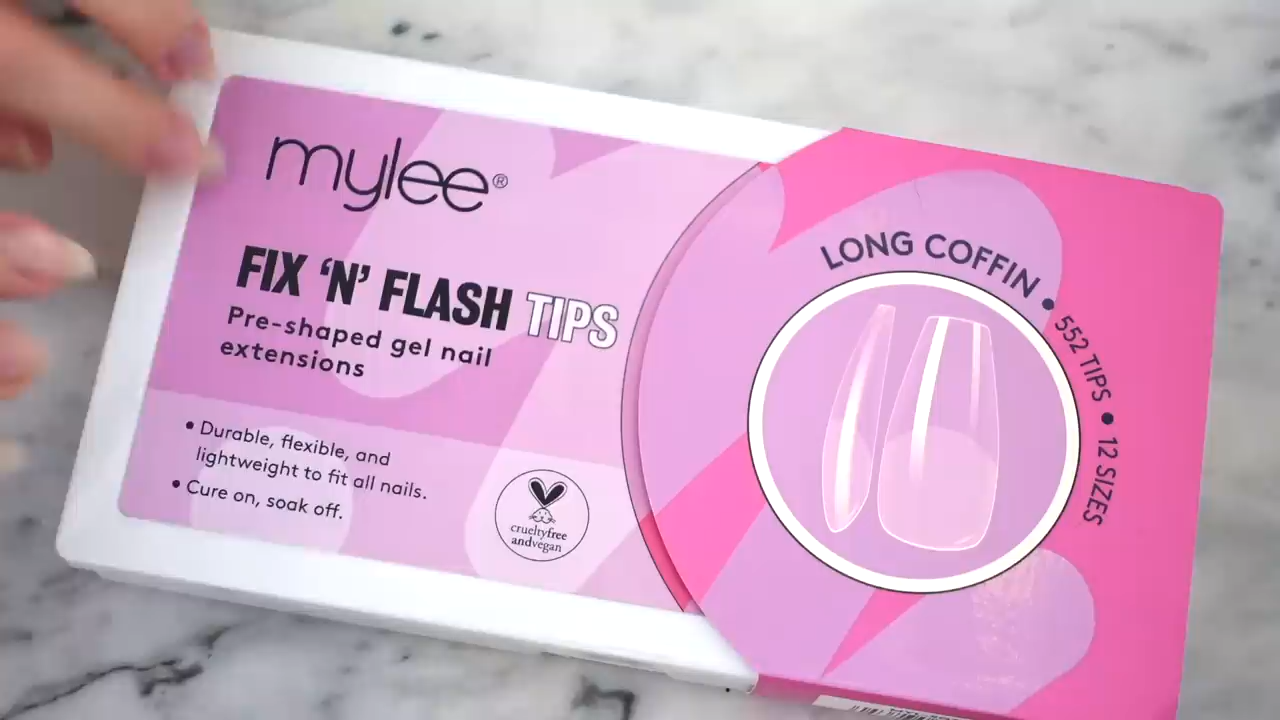 mylee®
FIX ‘N’ FLASH TIPS
Pre-shaped gel nail
extensions
• Durable, flexible, and
lightweight to fit all nails.
• Cure on, soak off.
crueltyfree
andvegan
LONG COFFIN • 552 TIPS • 12 SIZES